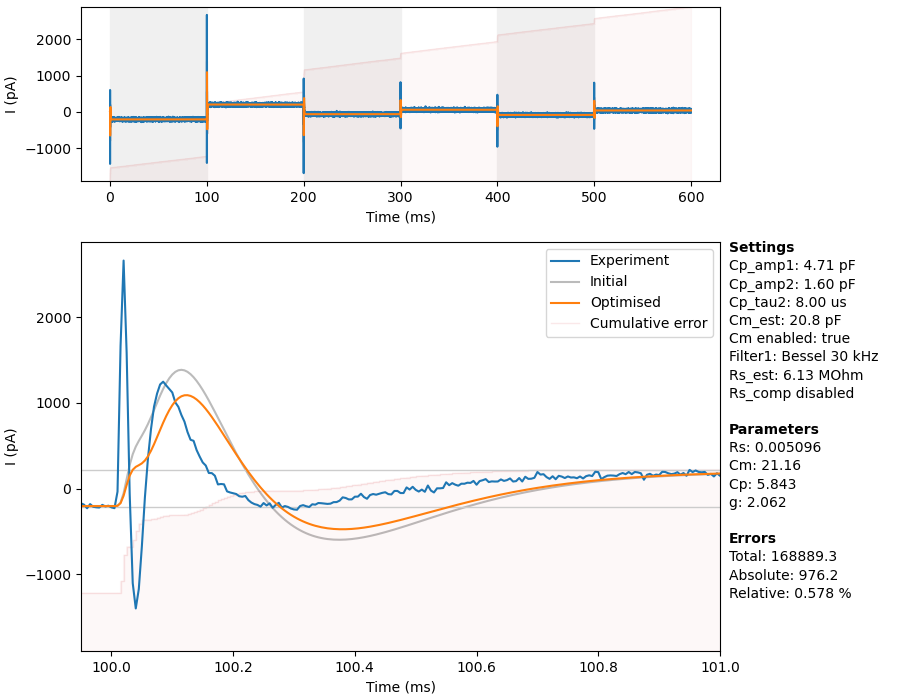 2000
1000
0
−1000
I (pA)
0 100 200 300 400 500 600
Time (ms)
2000
1000
0
−1000
I (pA)
Experiment
Initial
Optimised
Cumulative error
100.0 100.2 100.4 100.6 100.8 101.0
Time (ms)
Settings
Cp_amp1: 4.71 pF
Cp_amp2: 1.60 pF
Cp_tau2: 8.00 us
Cm_est: 20.8 pF
Cm enabled: true
Filter1: Bessel 30 kHz
Rs_est: 6.13 MOhm
Rs_comp disabled
Parameters
Rs: 0.005096
Cm: 21.16
Cp: 5.843
g: 2.062
Errors
Total: 168889.3
Absolute: 976.2
Relative: 0.578 %